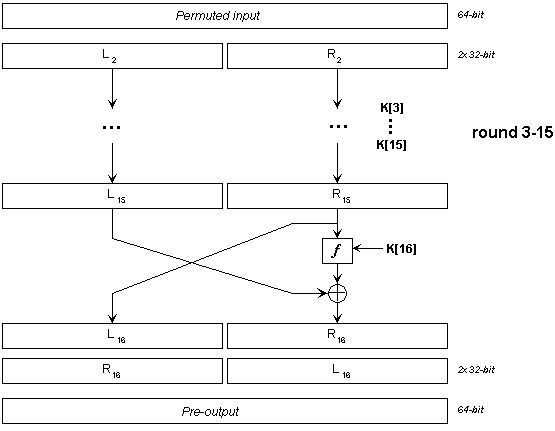 Permuted input 64-bit
L2 R2 2x32-bit
K[3]
... ... round 3-15
K[15]
L15 R15
f K[16]
L16 R16
R16 L16 2x32-bit
Pre-output 64-bit